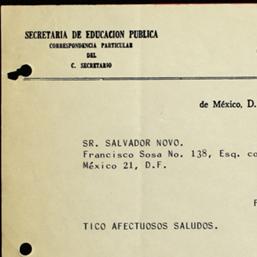 SECRETARIA DE EDUCACION PUBLICA
CORRESPONDENCIA PARTICULAR
DEL
C. SECRETARIO
de México, D.
SR. SALVADOR NOVO.
Francisco Sosa No. 138, Esq. co
México 21, D.F.
F
TICO AFECTUOSOS SALUDOS.